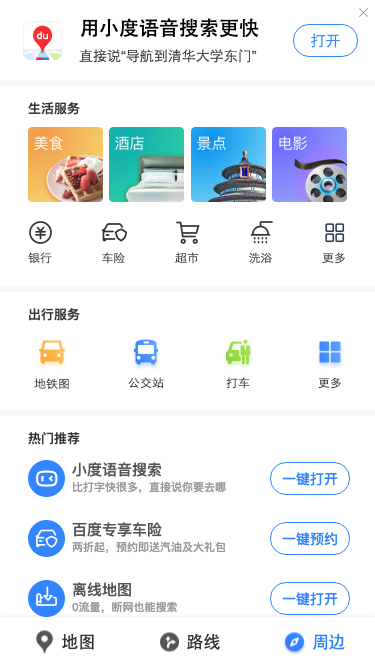 du
用小度语音搜索更快
直接说“导航到清华大学东门”
打开
生活服务
美食
酒店
景点
电影
银行
车险
超市
洗浴
更多
出行服务
地铁图
公交站
打车
更多
热门推荐
小度语音搜索
比打字快很多，直接说你要去哪
一键打开
百度专享车险
两折起，预约即送汽油及大礼包
一键预约
离线地图
0流量，断网也能搜索
一键打开
地图
路线
周边